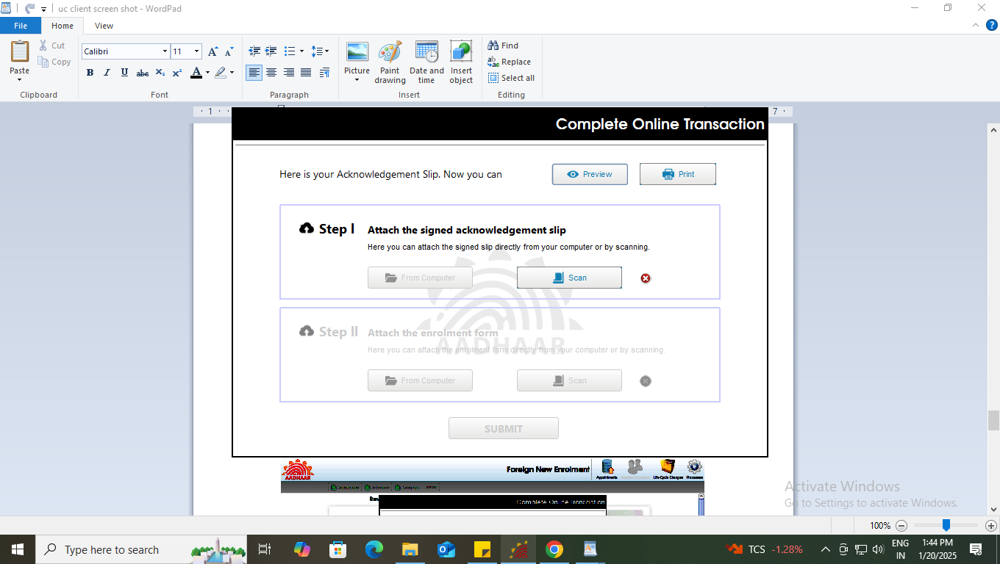 uc client screen shot - WordPad
File Home View
Paste
Cut
Copy
Clipboard
Calibri 11
Font
Paragraph
Picture
Paint drawing
Date and time
Insert object
Insert
Find
Replace
Select all
Editing
1
7
Complete Online Transaction
Here is your Acknowledgement Slip. Now you can
Preview
Print
Step I
Attach the signed acknowledgement slip
Here you can attach the signed slip directly from your computer or by scanning.
From Computer
Scan
Step II
Attach the enrolment form
AADHAAR
Here you can attach the enrolment form directly from your computer or by scanning.
From Computer
Scan
SUBMIT
AADHAAR
Foreign New Enrolment
Appointments
Life-Cycle Changes
Processes
Complete Online Transaction
Activate Windows
Go to Settings to activate Windows.
100%
Type here to search
TCS -1.28%
ENG
IN
1:44 PM
1/20/2025